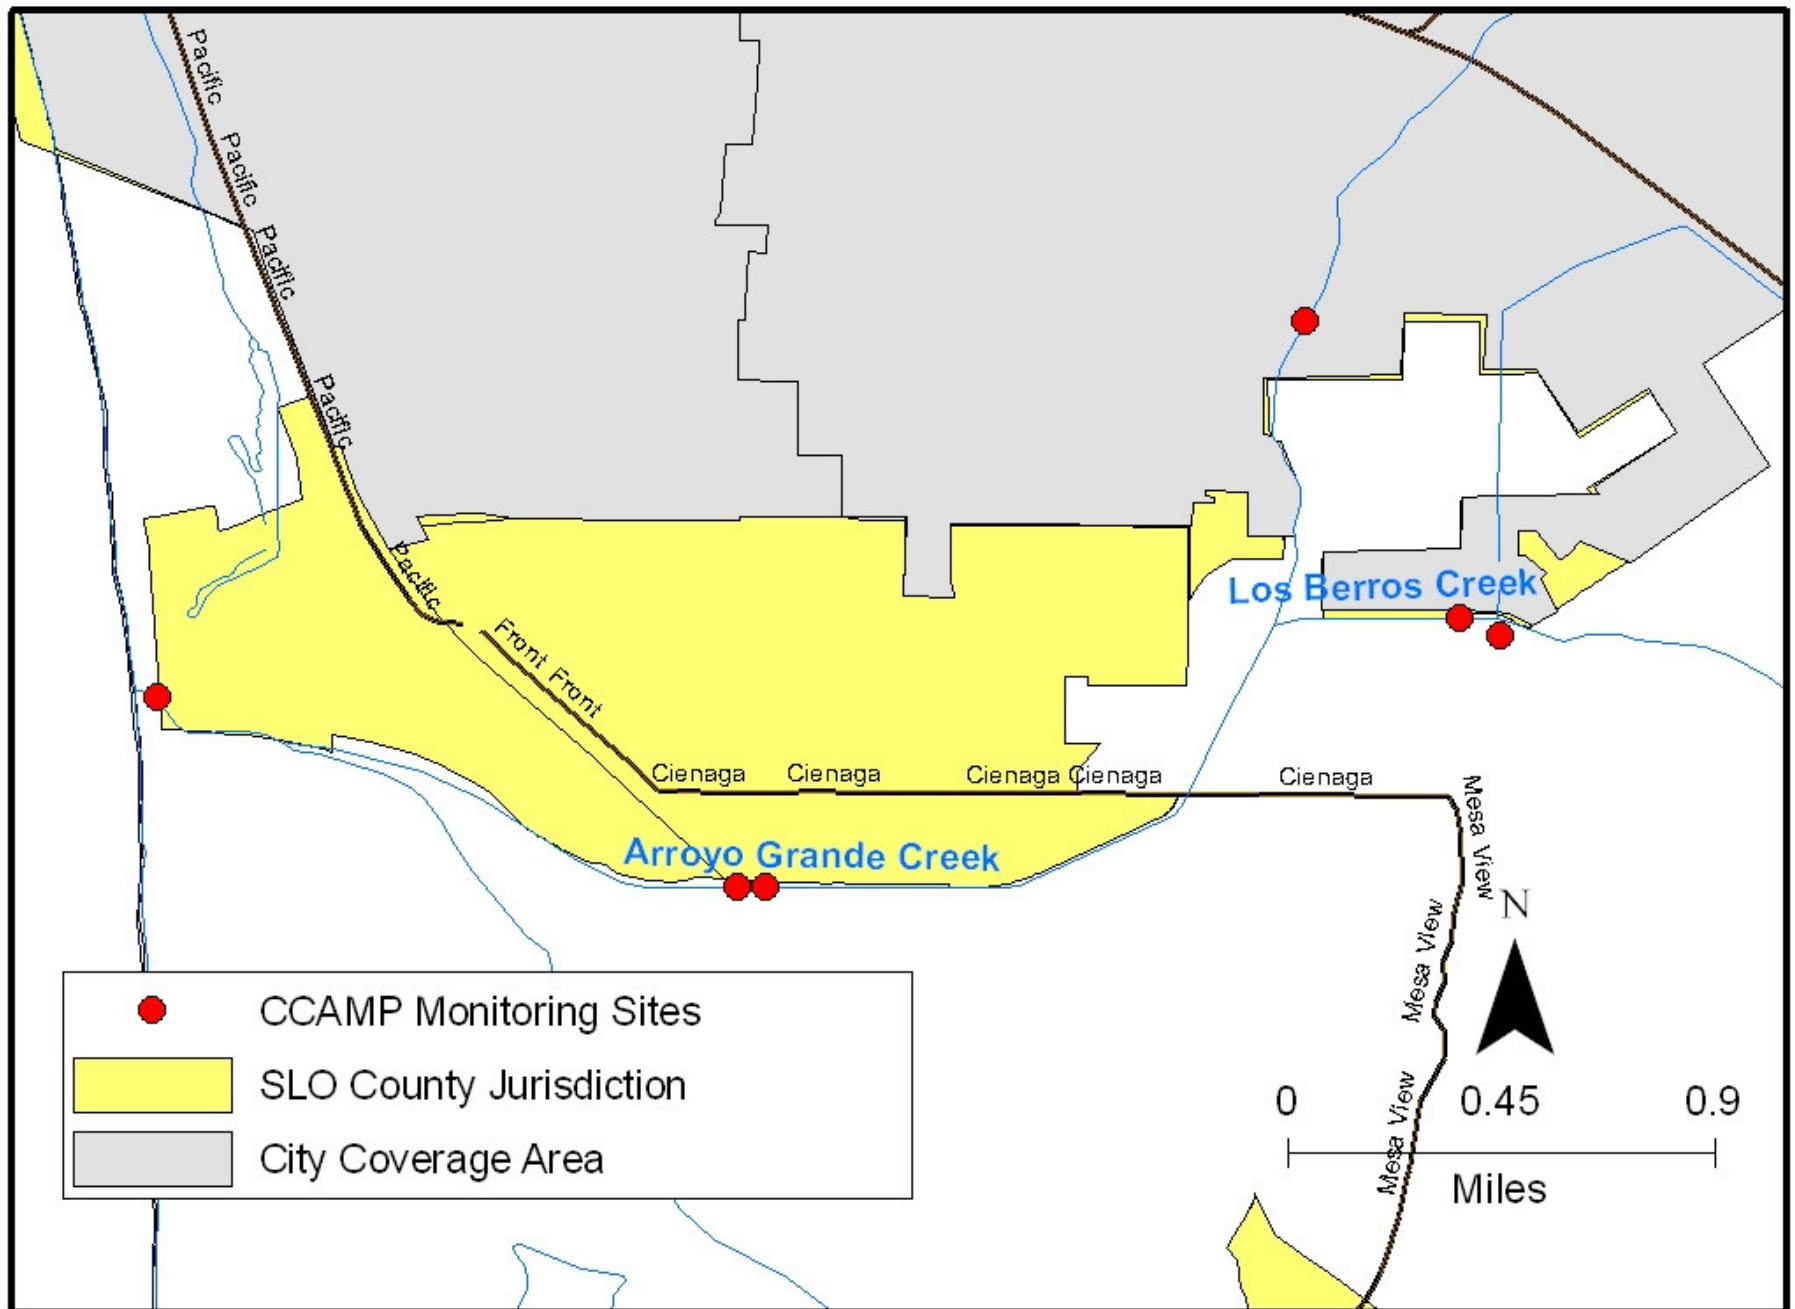 Pacific
Pacific
Pacific
Pacific
Pacific
Los Berros Creek
Front Front
Cienaga Cienaga Cienaga Cienaga Cienaga
Mesa View
Arroyo Grande Creek
N
Mesa View
CCAMP Monitoring Sites
SLO County Jurisdiction
City Coverage Area
Mesa View
0 0.45 0.9
Miles